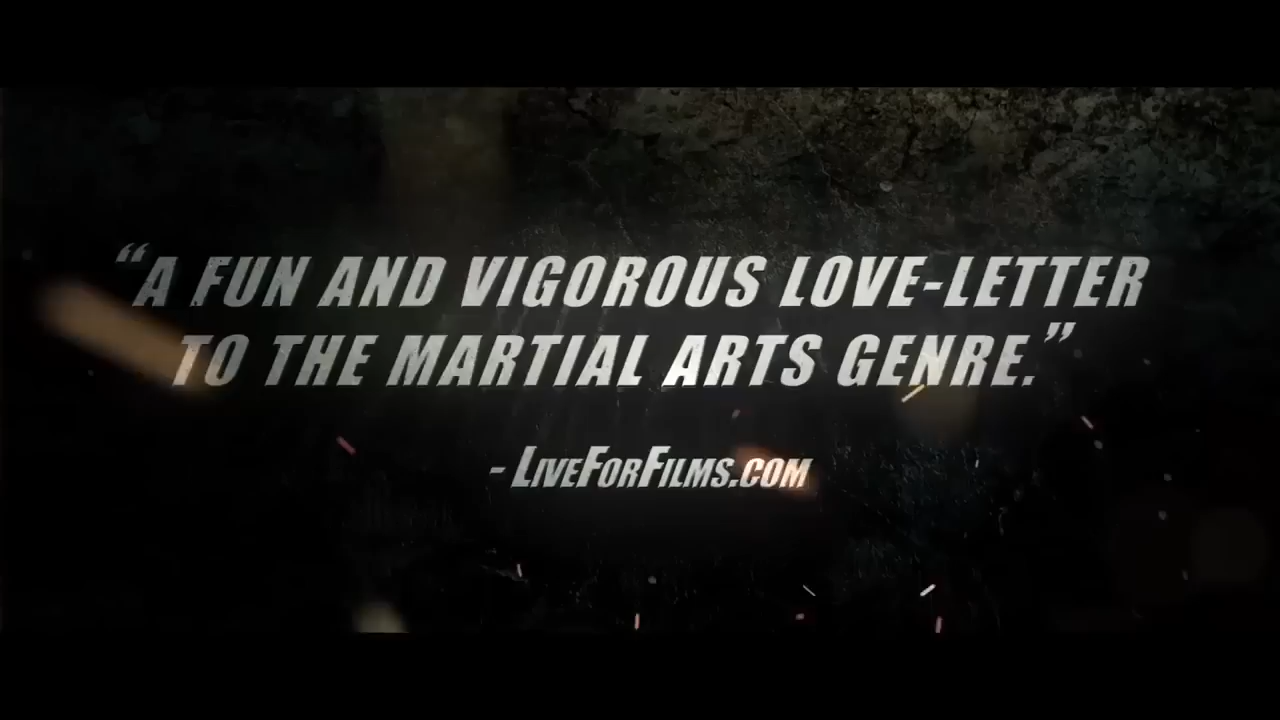 “A FUN AND VIGOROUS LOVE-LETTER
TO THE MARTIAL ARTS GENRE.”
- LIVEFORFILMS.COM